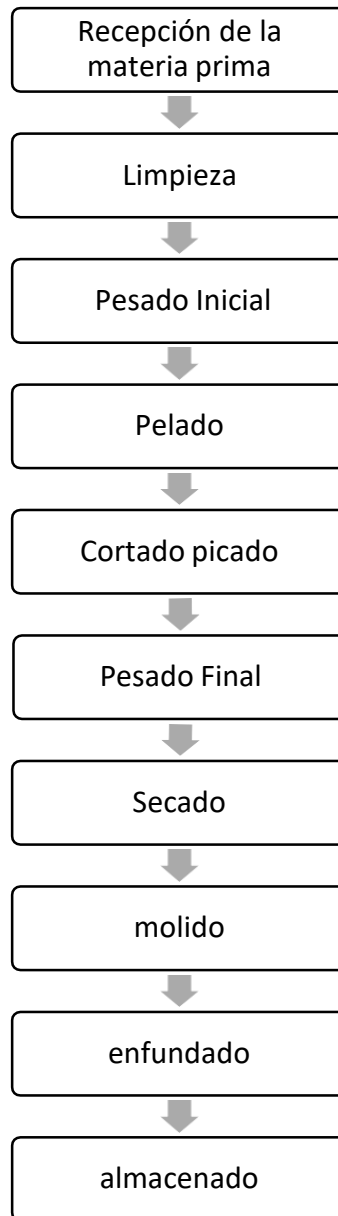 Recepción de la
materia prima
Limpieza
Pesado Inicial
Pelado
Cortado picado
Pesado Final
Secado
molido
enfundado
almacenado